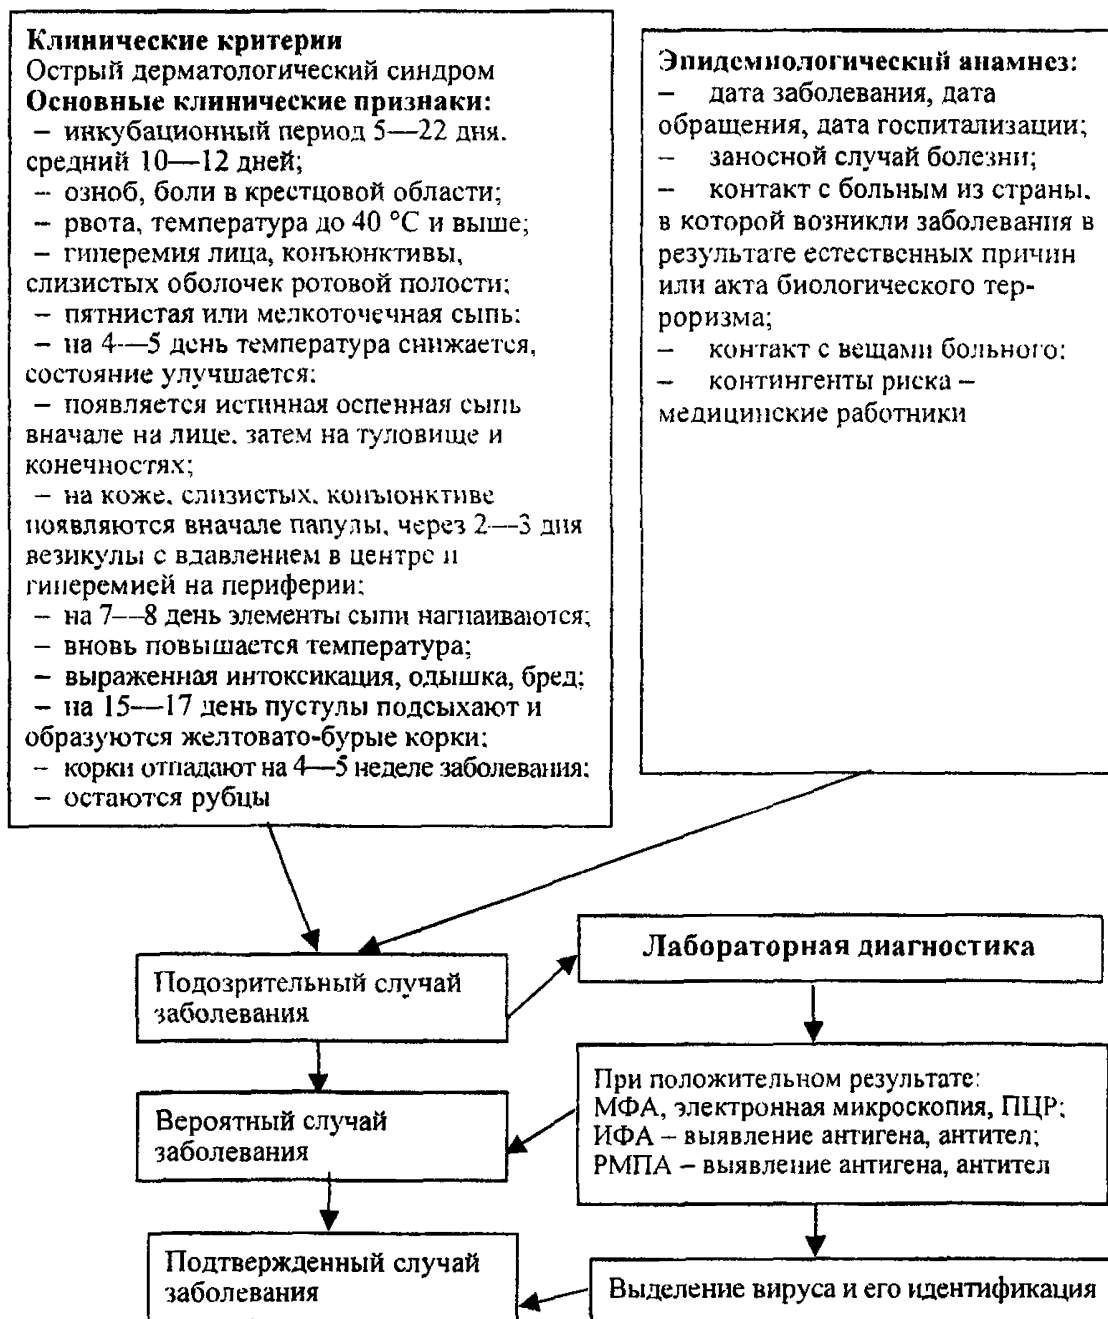 Клинические критерии
Острый дерматологический синдром
Основные клинические признаки:
– инкубационный период 5—22 дня.
средний 10—12 дней;
– озноб, боли в крестцовой области;
– рвота, температура до 40 °С и выше;
– гиперемия лица, конъюнктивы,
слизистых оболочек ротовой полости;
– пятнистая или мелкоточечная сыпь:
– на 4—5 день температура снижается,
состояние улучшается:
– появляется истинная оспенная сыпь
вначале на лице. затем на туловище и
конечностях;
– на коже. слизистых. конъюнктиве
появляются вначале папулы, через 2—3 дня
везикулы с вдавлением в центре и
гиперемией на периферии:
– на 7—8 день элементы сыпи нагнаиваются;
– вновь повышается температура;
– выраженная интоксикация, одышка, бред;
– на 15—17 день пустулы подсыхают и
образуются желтовато-бурые корки;
– корки отпадают на 4—5 неделе заболевания:
– остаются рубцы
Эпидемиологический анамнез:
– дата заболевания, дата
обращения, дата госпитализации;
– заносной случай болезни;
– контакт с больным из страны.
в которой возникли заболевания в
результате естественных причин
или акта биологического тер-
роризма;
– контакт с вещами больного:
– контингенты риска –
медицинские работники
Подозрительный случай
заболевания
Лабораторная диагностика
При положительном результате:
МФА, электронная микроскопия, ПЦР;
ИФА – выявление антигена, антител;
РМПА – выявление антигена, антител
Вероятный случай
заболевания
Подтвержденный случай
заболевания
Выделение вируса и его идентификация